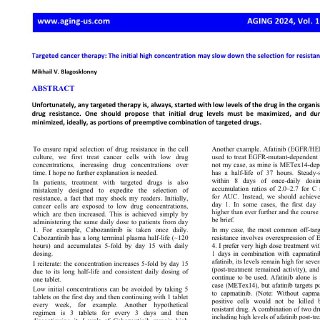 www.aging-us.com
AGING 2024, Vol. 1
Targeted cancer therapy: The initial high concentration may slow down the selection for resistan
Mikhail V. Blagosklonny
ABSTRACT
Unfortunately, any targeted therapy is, always, started with low levels of the drug in the organis
drug resistance. One should propose that initial drug levels must be maximized, and dur
minimized, ideally, as portions of preemptive combination of targeted drugs.
To ensure rapid selection of drug resistance in the cell
culture, we first treat cancer cells with low drug
concentrations, increasing drug concentrations over
time. I hope no further explanation is needed.
In patients, treatment with targeted drugs is also
mistakenly designed to expedite the selection of
resistance, a fact that may shock my readers. Initially,
cancer cells are exposed to low drug concentrations,
which are then increased. This is achieved simply by
administering the same daily dose to patients from day
1. For example, Cabozantinib is taken once daily.
Cabozantinib has a long terminal plasma half-life (~120
hours) and accumulates 5-fold by day 15 with daily
dosing.
I reiterate: the concentration increases 5-fold by day 15
due to its long half-life and consistent daily dosing of
one tablet.
Low initial concentrations can be avoided by taking 5
tablets on the first day and then continuing with 1 tablet
every week, for example. Another hypothetical
regimen is 3 tablets for every 3 days and then
Another example. Afatinib (EGFR/HE
used to treat EGFR-mutant-dependent
not my case, as mine is METex14-dep
has a half-life of 37 hours. Steady-s
within 8 days of once-daily dosin
accumulation ratios of 2.0-2.7 for C
for AUC. Instead, we should achieve
day 1. In some cases, the first day
higher than ever further and the course
be brief.
In my case, the most common off-targ
resistance involves overexpression of E
4. I prefer very high dose treatment wit
1 days in combination with capmatinib
afatinib, its levels remain high for sever
(post-treatment remaining activity), and
continue to be used. Afatinib alone is
case (METex14), but afatinib targets po
to capmatinib. (Note: Without capma
positive cells would not be killed b
resistant drug. A combination of two dru
including high levels of afatinib post-tre